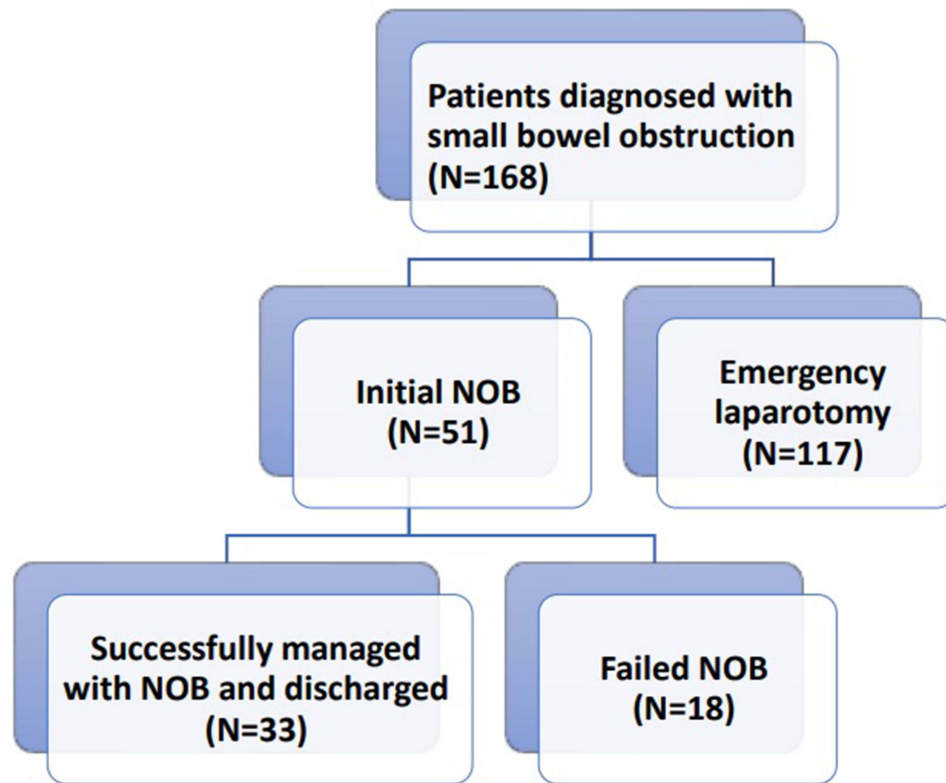 Patients diagnosed with
small bowel obstruction
(N=168)
Initial NOB
(N=51)
Emergency
laparotomy
(N=117)
Successfully managed
with NOB and discharged
(N=33)
Failed NOB
(N=18)